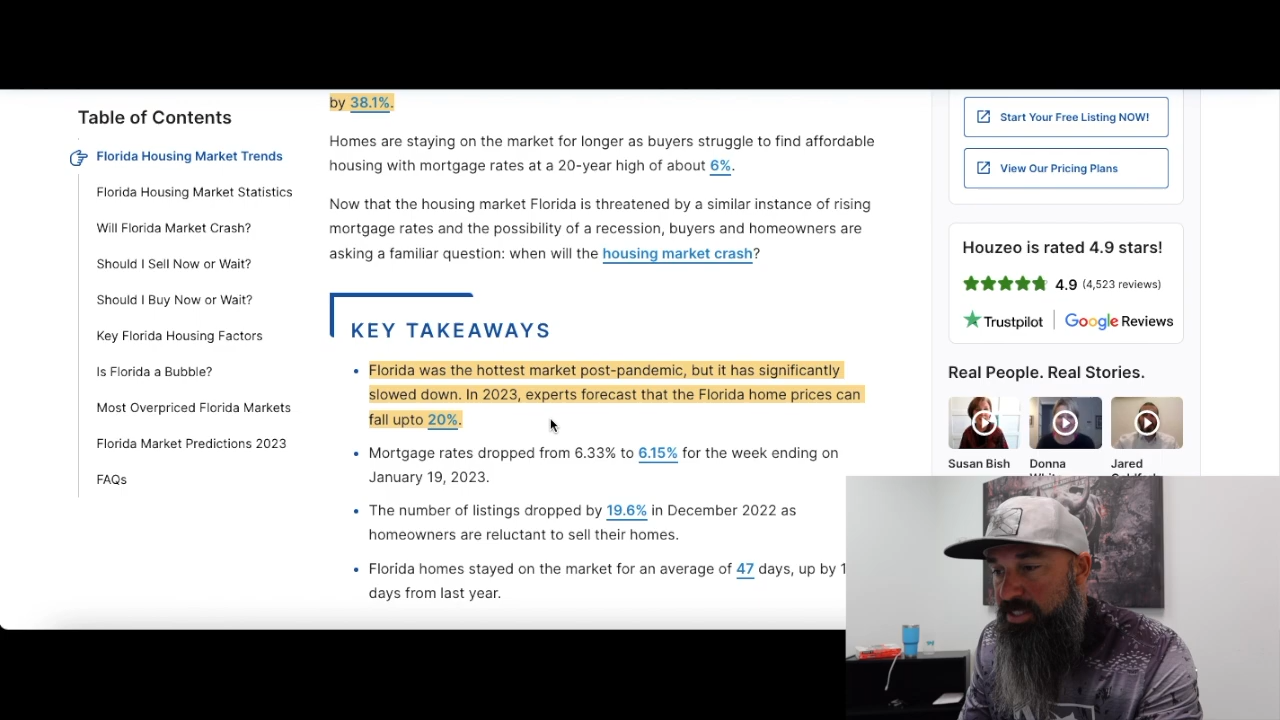 Table of Contents
Florida Housing Market Trends
Florida Housing Market Statistics
Will Florida Market Crash?
Should I Sell Now or Wait?
Should I Buy Now or Wait?
Key Florida Housing Factors
Is Florida a Bubble?
Most Overpriced Florida Markets
Florida Market Predictions 2023
FAQs
by 38.1%.
Homes are staying on the market for longer as buyers struggle to find affordable
housing with mortgage rates at a 20-year high of about 6%.
Now that the housing market Florida is threatened by a similar instance of rising
mortgage rates and the possibility of a recession, buyers and homeowners are
asking a familiar question: when will the housing market crash?
KEY TAKEAWAYS
• Florida was the hottest market post-pandemic, but it has significantly
slowed down. In 2023, experts forecast that the Florida home prices can
fall upto 20%.
• Mortgage rates dropped from 6.33% to 6.15% for the week ending on
January 19, 2023.
• The number of listings dropped by 19.6% in December 2022 as
homeowners are reluctant to sell their homes.
• Florida homes stayed on the market for an average of 47 days, up by 1
days from last year.
Start Your Free Listing NOW!
View Our Pricing Plans
Houzeo is rated 4.9 stars!
4.9 (4,523 reviews)
Trustpilot Google Reviews
Real People. Real Stories.
Susan Bish Donna Jared